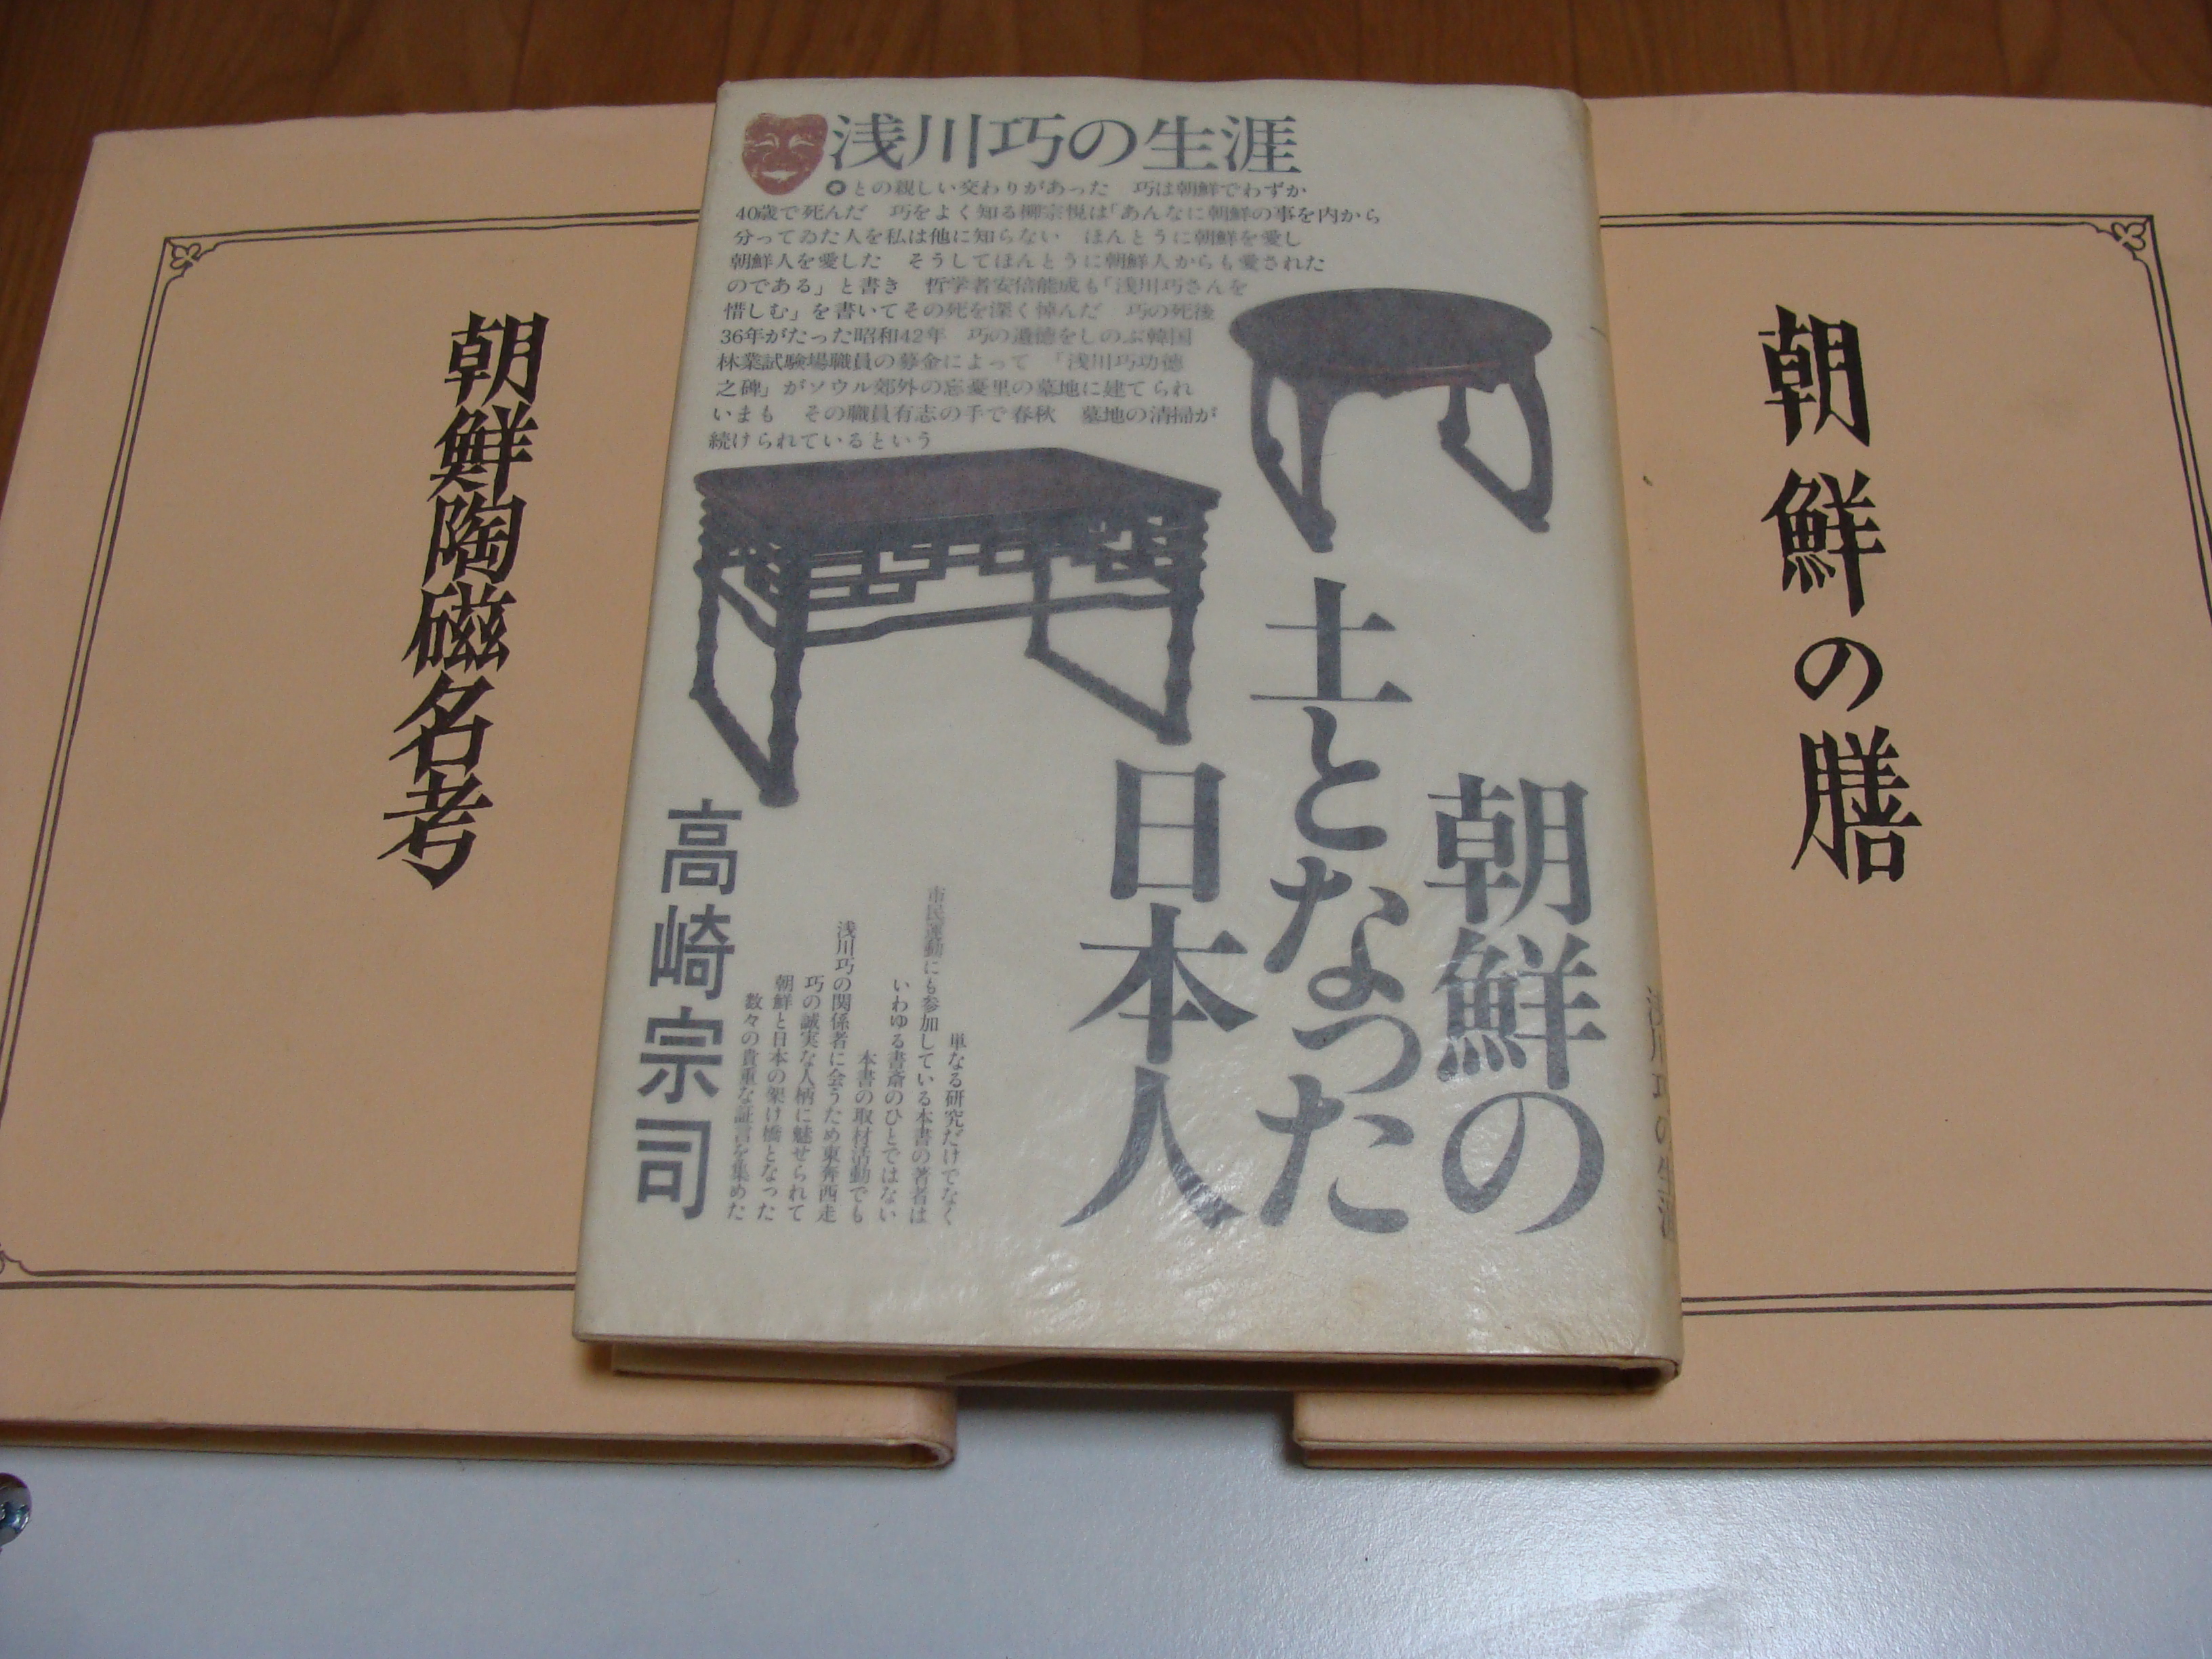 朝鮮陶磁名考
浅川巧の生涯
との親しい交わりがあった 巧は朝鮮でわずか
40歳で死んだ 巧をよく知る柳宗悦は「あんなに朝鮮の事を内から
分ってゐた人を私は他に知らない ほんとうに朝鮮を愛し
朝鮮人を愛した そうしてほんとうに朝鮮人からも愛された
のである」と書き 哲学者安倍能成も「浅川巧さんを
惜しむ」を書いてその死を深く悼んだ 巧の死後
36年がたった昭和42年 巧の遺徳をしのぶ韓国
林業試験場職員の募金によって 「浅川巧功徳
之碑」がソウル郊外の忘憂里の墓地に建てられ
いまも その職員有志の手で春秋 墓地の清掃が
続けられているという
朝鮮の
土となった
日本人
単なる研究だけでなく
市民運動にも参加している本書の著者は
いわゆる書斎のひとではない
本書の取材活動でも
浅川巧の関係者に会うため東奔西走
巧の誠実な人柄に魅せられて
朝鮮と日本の架け橋となった
数々の貴重な証言を集めた
高崎宗司
浅川巧の生涯
朝鮮の膳